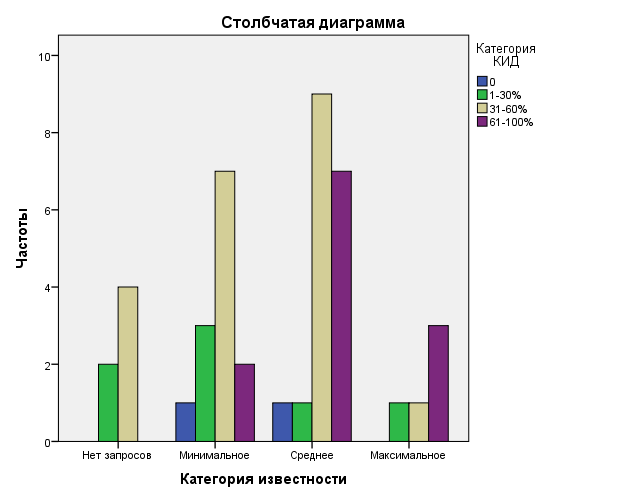 Столбчатая диаграмма
Категория
КИД
0
1-30%
31-60%
61-100%
Частоты
10
8
6
4
2
0
Нет запросов
Минимальное
Среднее
Максимальное
Категория известности